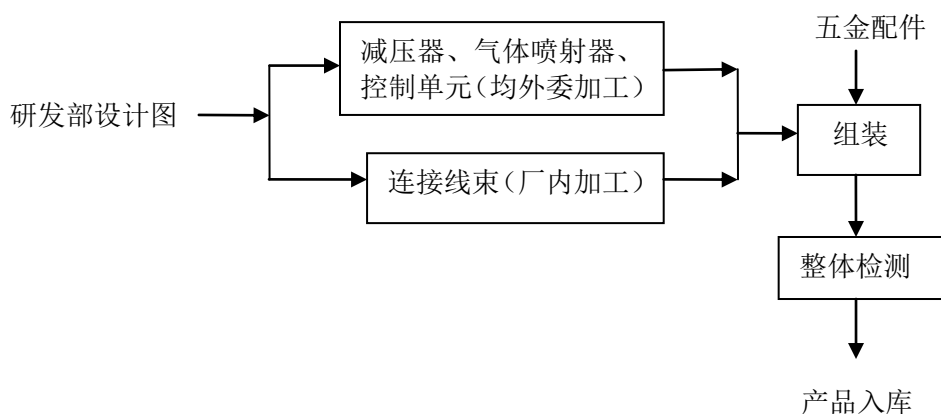 五金配件
减压器、气体喷射器、
控制单元（均外委加工）
研发部设计图
组装
连接线束（厂内加工）
整体检测
产品入库